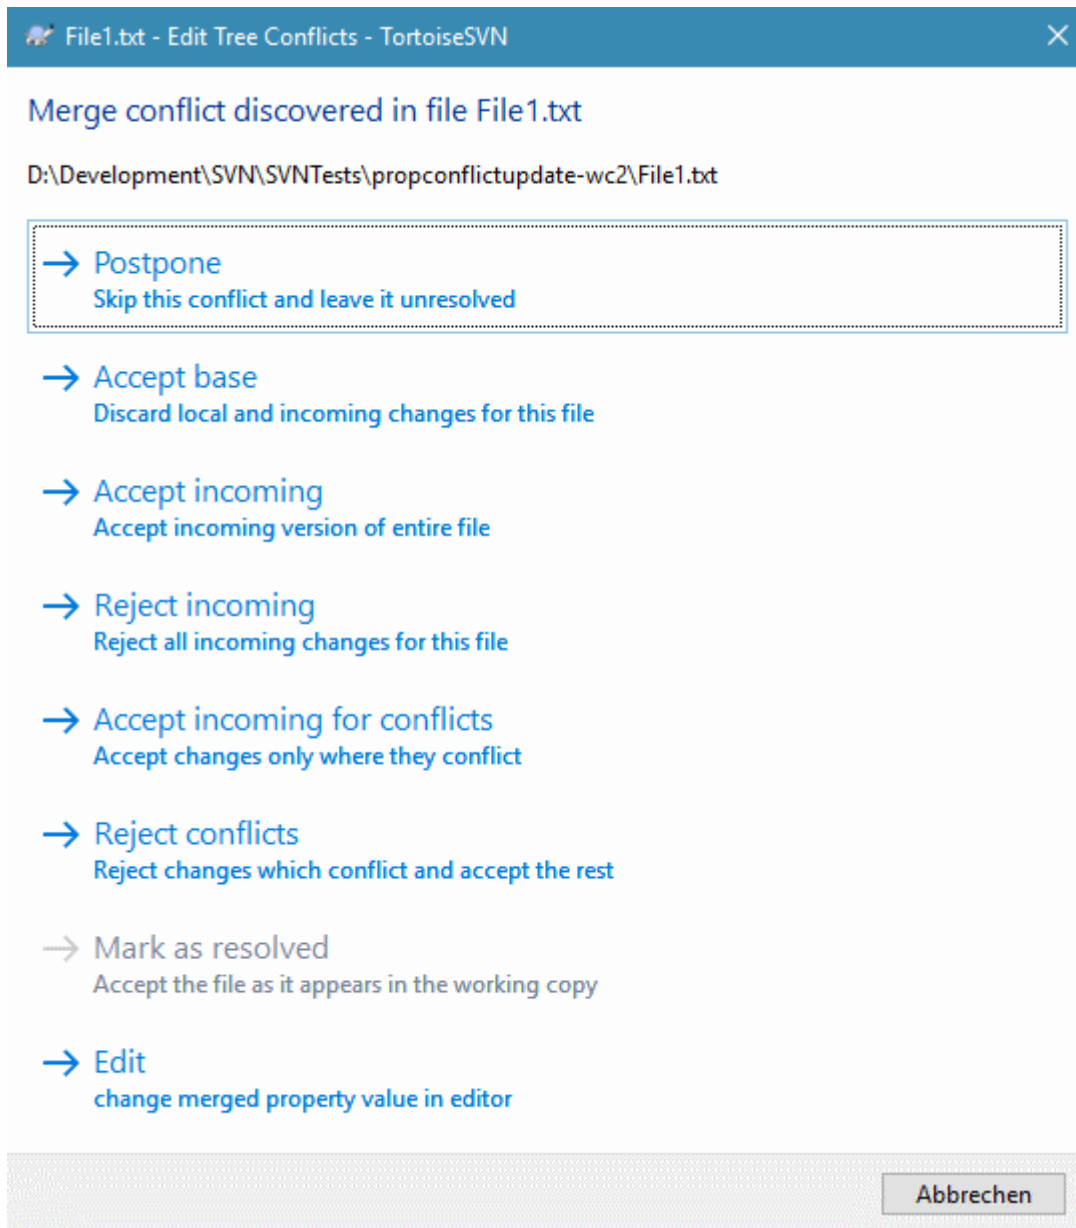 File1.txt - Edit Tree Conflicts - TortoiseSVN
Merge conflict discovered in file File1.txt
D:\Development\SVN\SVNTests\propconflictupdate-wc2\File1.txt
Postpone
Skip this conflict and leave it unresolved
Accept base
Discard local and incoming changes for this file
Accept incoming
Accept incoming version of entire file
Reject incoming
Reject all incoming changes for this file
Accept incoming for conflicts
Accept changes only where they conflict
Reject conflicts
Reject changes which conflict and accept the rest
Mark as resolved
Accept the file as it appears in the working copy
Edit
change merged property value in editor
Abbrechen